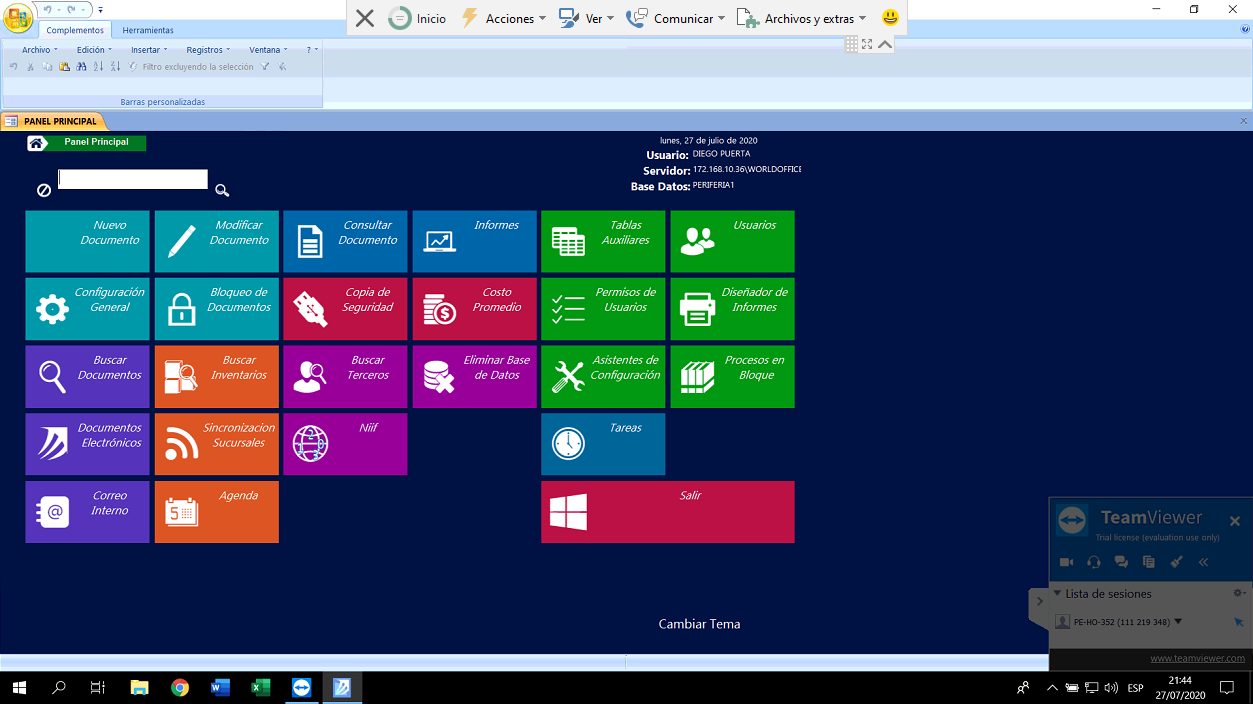 Inicio
Acciones
Ver
Comunicar
Archivos y extras
Complementos
Herramientas
Archivo
Edición
Insertar
Registros
Ventana
?
Filtro excluyendo la selección
Barras personalizadas
PANEL PRINCIPAL
Panel Principal
lunes, 27 de julio de 2020
Usuario: DIEGO PUERTA
Servidor: 172.168.10.36\WORLDOFFICE
Base Datos: PERIFERIA1
Nuevo
Documento
Modificar
Documento
Consultar
Documento
Informes
Tablas
Auxiliares
Usuarios
Configuración
General
Bloqueo de
Documentos
Copia de
Seguridad
Costo
Promedio
Permisos de
Usuarios
Diseñador de
Informes
Buscar
Documentos
Buscar
Inventarios
Buscar
Terceros
Eliminar Base
de Datos
Asistentes de
Configuración
Procesos en
Bloque
Documentos
Electrónicos
Sincronizacion
Sucursales
Niif
Tareas
Correo
Interno
Agenda
Salir
Cambiar Tema
TeamViewer
Trial license (evaluation use only)
Lista de sesiones
PE-HO-352 (111 219 348)
www.teamviewer.com
ESP
21:44
27/07/2020